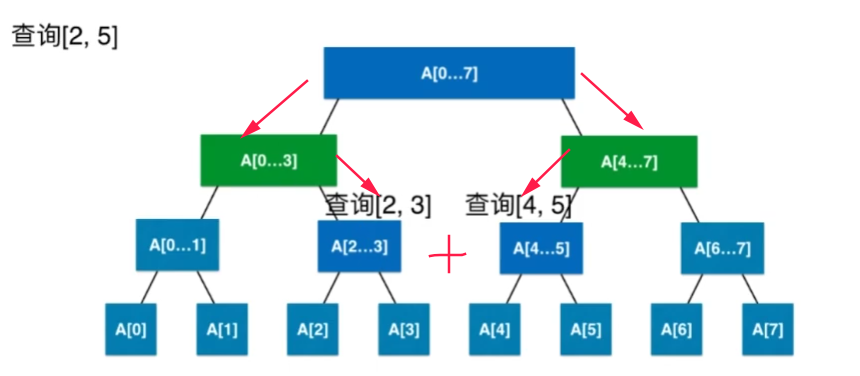 查询[2, 5]
A[0...7]
A[0...3]
A[4...7]
查询[2, 3]
查询[4, 5]
A[0...1]
A[2...3]
+
A[4...5]
A[6...7]
A[0]
A[1]
A[2]
A[3]
A[4]
A[5]
A[6]
A[7]